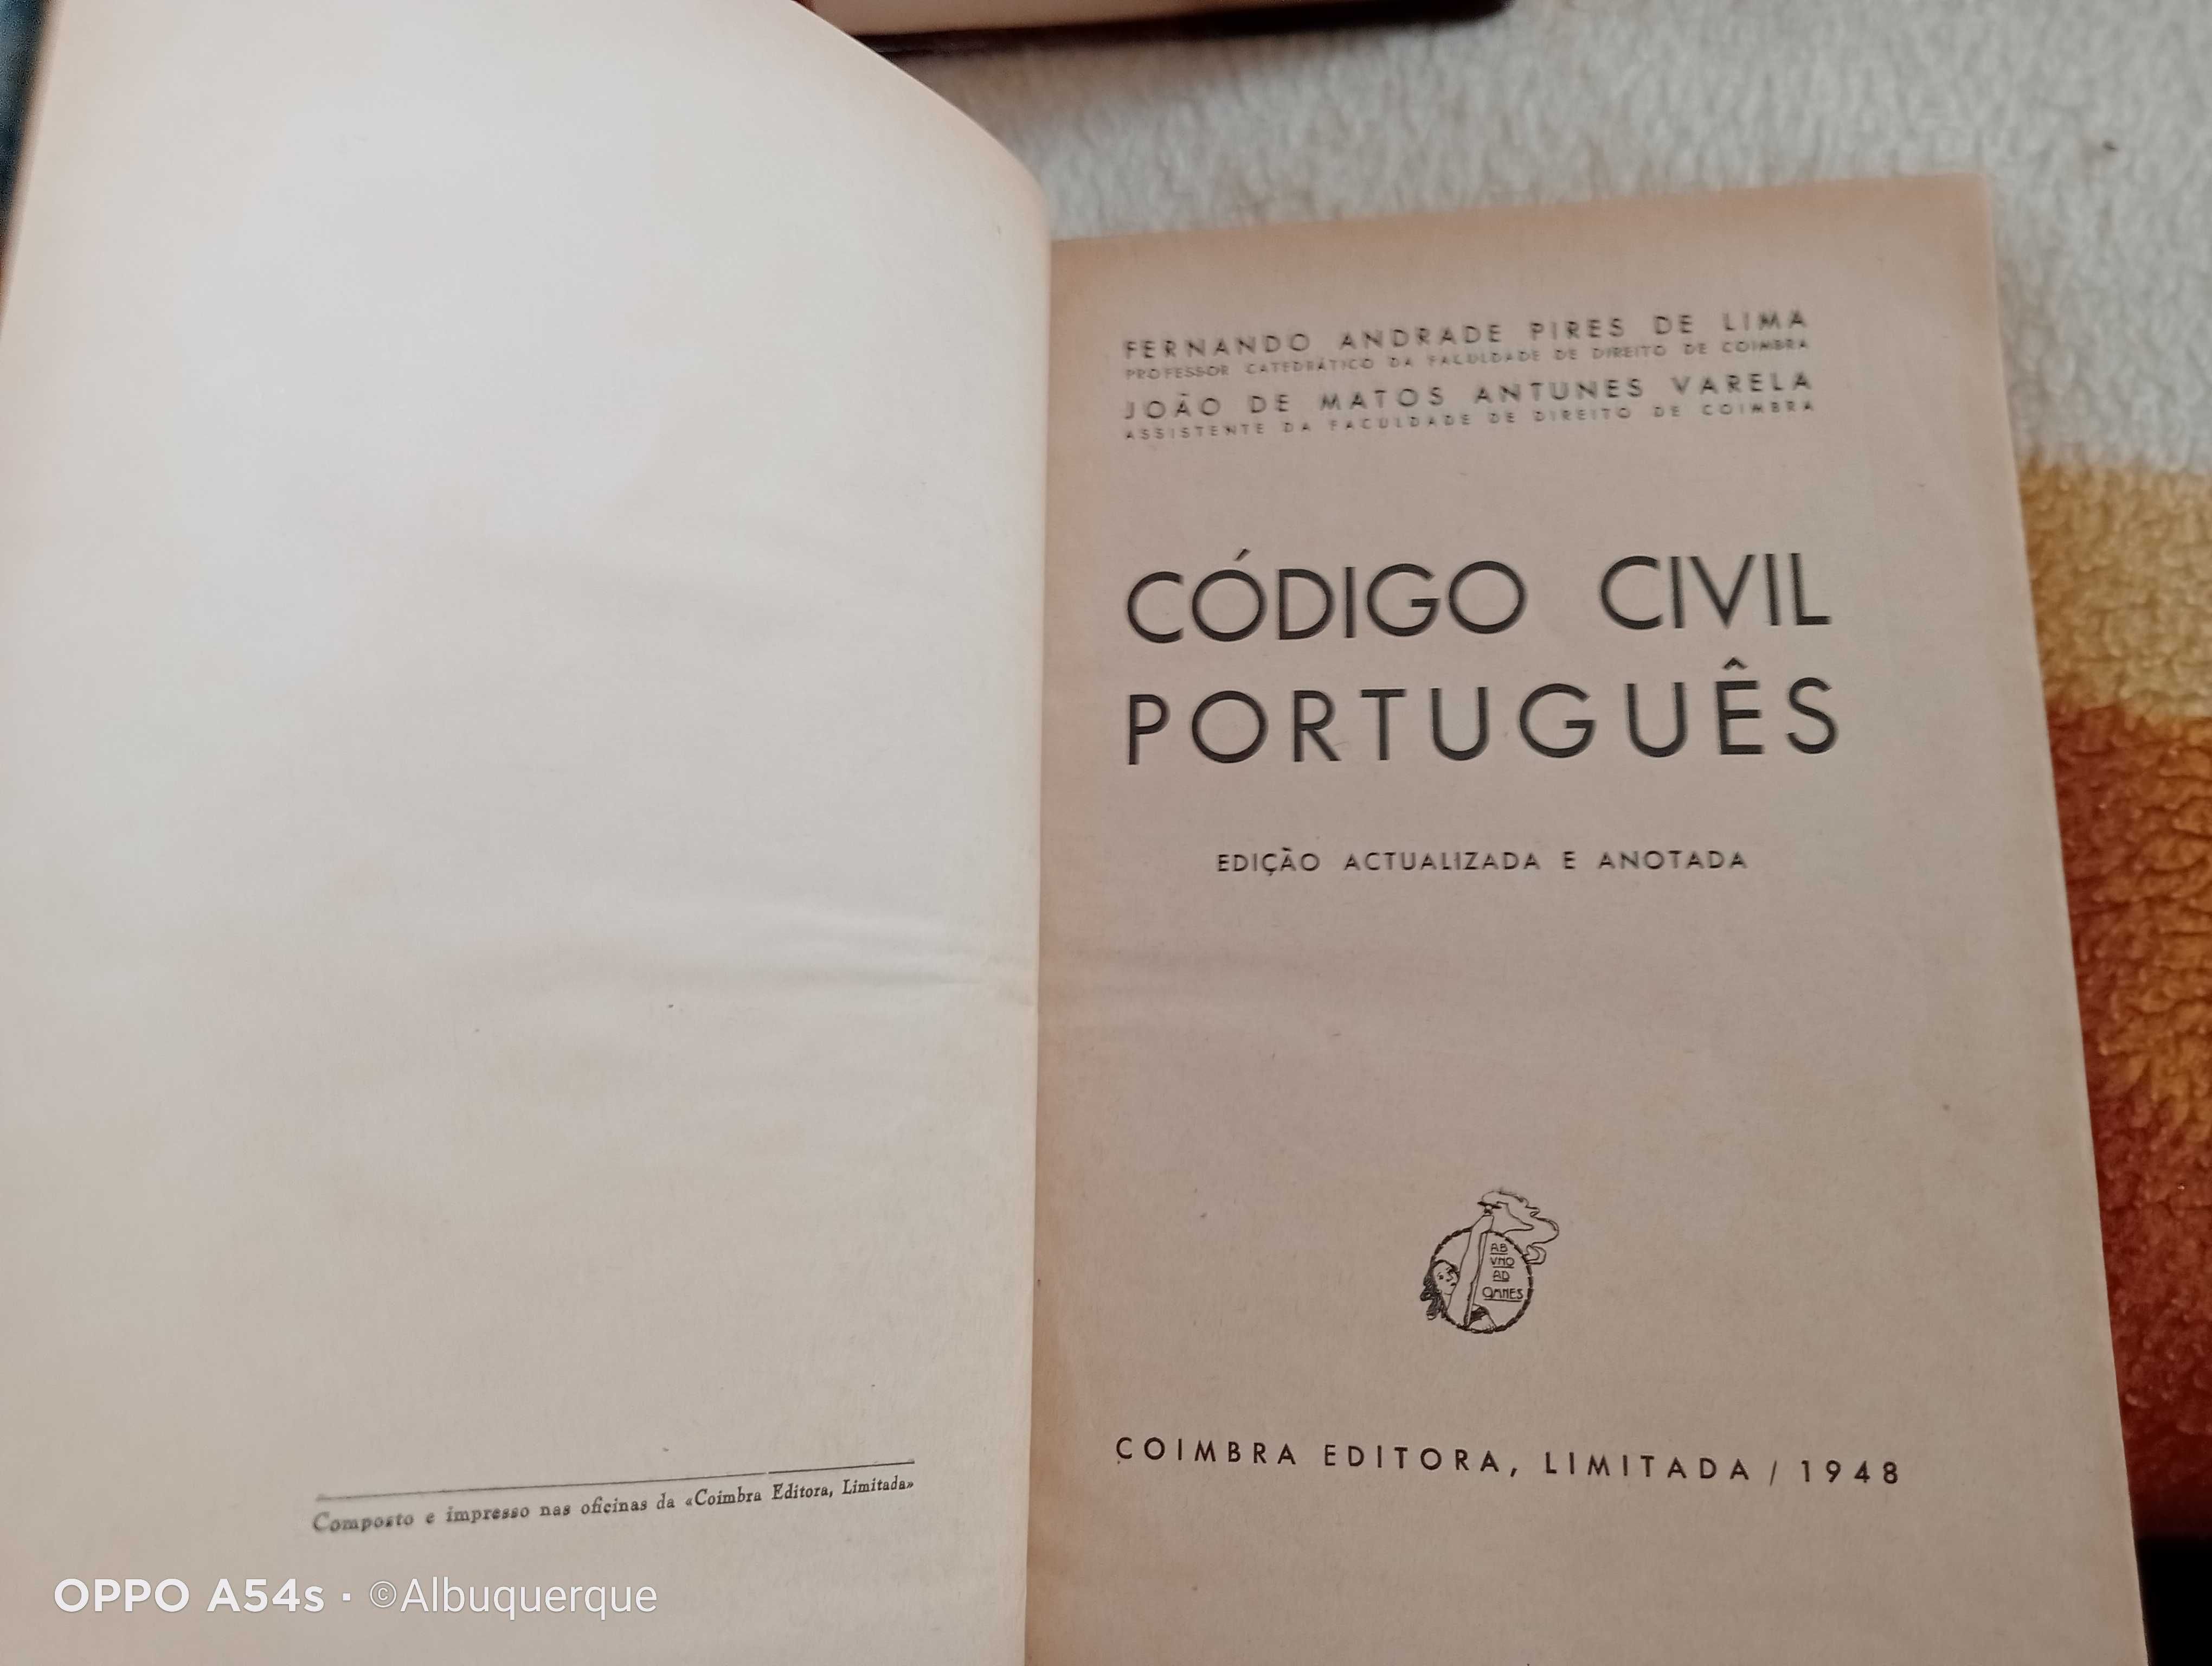 Composto e impresso nas oficinas da «Coimbra Editora, Limitada»
FERNANDO ANDRADE PIRES DE LIMA
PROFESSOR CATEDRÁTICO DA FACULDADE DE DIREITO DE COIMBRA
JOÃO DE MATOS ANTUNES VARELA
ASSISTENTE DA FACULDADE DE DIREITO DE COIMBRA
CÓDIGO CIVIL
PORTUGUÊS
EDIÇÃO ACTUALIZADA E ANOTADA
AB
VNO
AD
OMNES
COIMBRA EDITORA, LIMITADA / 1948
OPPO A54s · ©Albuquerque